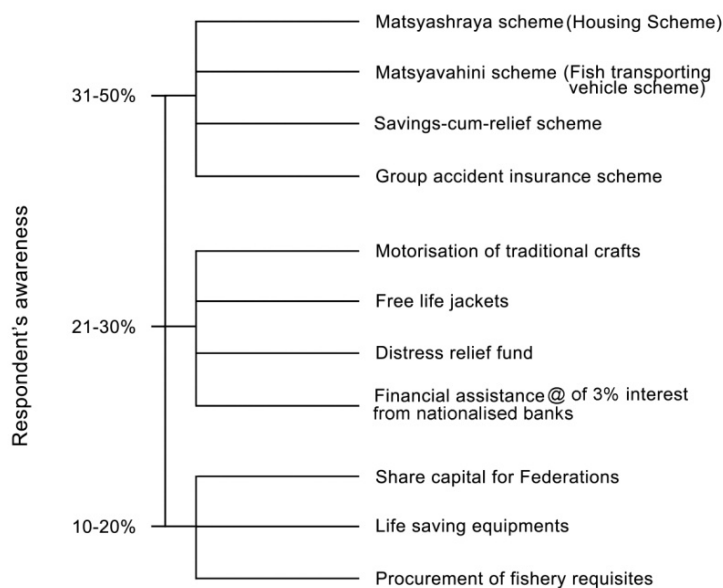 Respondent's awareness
31-50%
Matsyashraya scheme (Housing Scheme)
Matsyavahini scheme (Fish transporting
vehicle scheme)
Savings-cum-relief scheme
Group accident insurance scheme
21-30%
Motorisation of traditional crafts
Free life jackets
Distress relief fund
Financial assistance @ of 3% interest
from nationalised banks
10-20%
Share capital for Federations
Life saving equipments
Procurement of fishery requisites